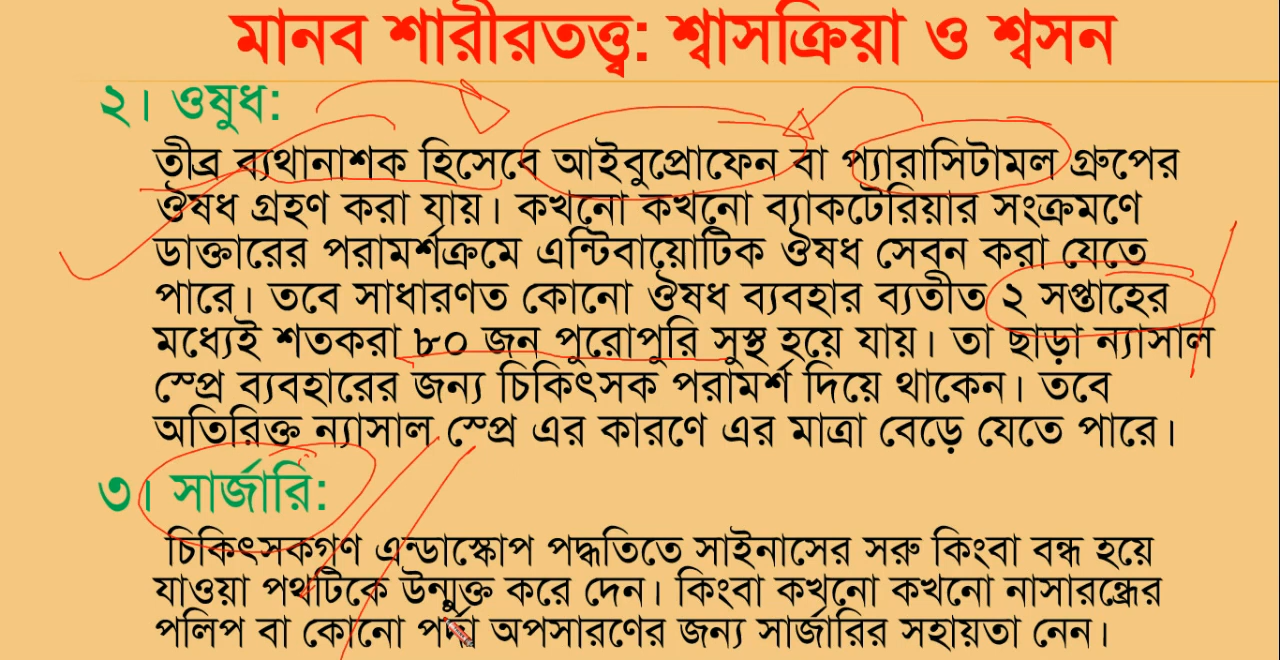 মানব শারীরতত্ত্ব: শ্বাসক্রিয়া ও শ্বসন
২। ওষুধ:
তীব্র ব্যথানাশক হিসেবে আইবুপ্রোফেন বা প্যারাসিটামল গ্রুপের
ঔষধ গ্রহণ করা যায়। কখনো কখনো ব্যাকটেরিয়ার সংক্রমণে
ডাক্তারের পরামর্শক্রমে এন্টিবায়োটিক ঔষধ সেবন করা যেতে
পারে। তবে সাধারণত কোনো ঔষধ ব্যবহার ব্যতীত ২ সপ্তাহের
মধ্যেই শতকরা ৮০ জন পুরোপুরি সুস্থ হয়ে যায়। তা ছাড়া ন্যাসাল
স্প্রে ব্যবহারের জন্য চিকিৎসক পরামর্শ দিয়ে থাকেন। তবে
অতিরিক্ত ন্যাসাল স্প্রে এর কারণে এর মাত্রা বেড়ে যেতে পারে।
৩। সার্জারি:
চিকিৎসকগণ এন্ডাস্কোপ পদ্ধতিতে সাইনাসের সরু কিংবা বন্ধ হয়ে
যাওয়া পথটিকে উন্মুক্ত করে দেন। কিংবা কখনো কখনো নাসারন্ধ্রের
পলিপ বা কোনো পর্দা অপসারণের জন্য সার্জারির সহায়তা নেন।